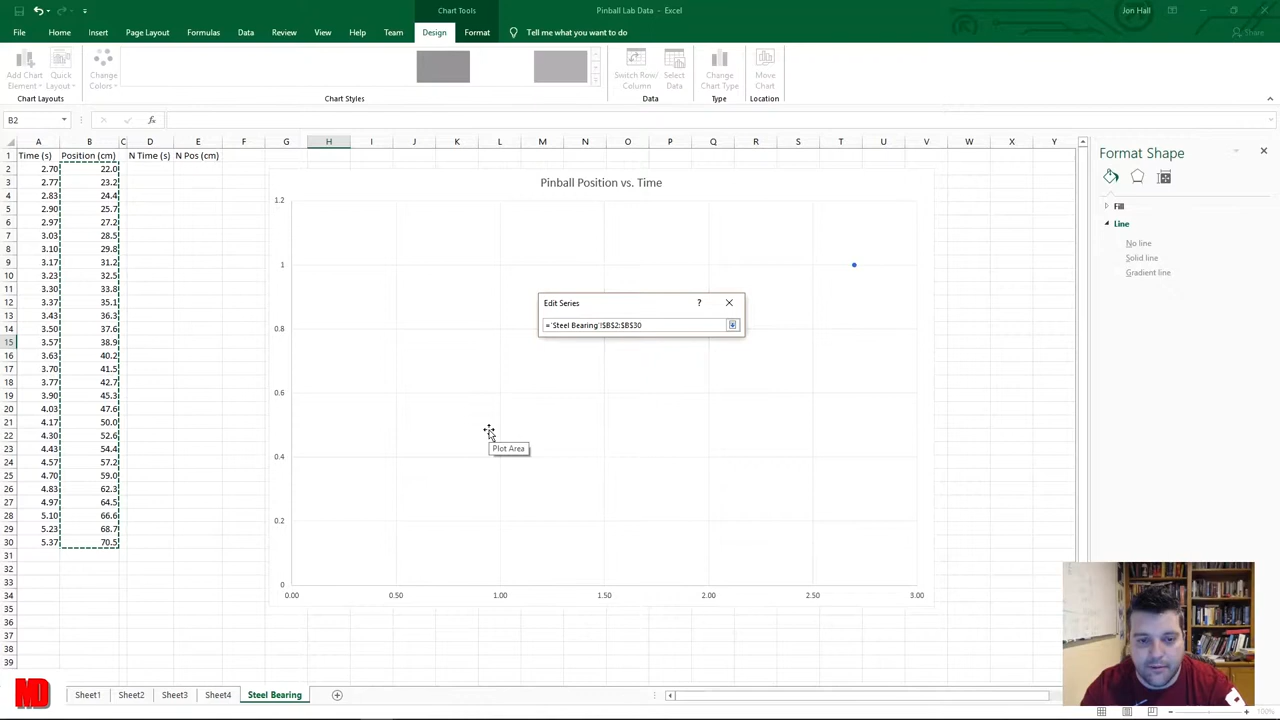 Chart Tools
Pinball Lab Data - Excel
Jon Hall
File Home Insert Page Layout Formulas Data Review View Help Team Design Format Tell me what you want to do Share
Add Chart Element
Quick Layout
Change Colors
Switch Row/ Column
Select Data
Change Chart Type
Move Chart
Chart Layouts
Chart Styles
Data
Type
Location
B2
fx
A B C D E F G H I J K L M N O P Q R S T U V W X Y
1 Time (s) Position (cm) N Time (s) N Pos (cm)
2 2.70 22.0
3 2.77 23.2
4 2.83 24.4
5 2.90 25.7
6 2.97 27.2
7 3.03 28.5
8 3.10 29.8
9 3.17 31.2
10 3.23 32.5
11 3.30 33.8
12 3.37 35.1
13 3.43 36.3
14 3.50 37.6
15 3.57 38.9
16 3.63 40.2
17 3.70 41.5
18 3.77 42.7
19 3.90 45.3
20 4.03 47.6
21 4.17 50.0
22 4.30 52.6
23 4.43 54.4
24 4.57 57.2
25 4.70 59.0
26 4.83 62.3
27 4.97 64.5
28 5.10 66.6
29 5.23 68.7
30 5.37 70.5
31
32
33
34
35
36
37
38
39
Pinball Position vs. Time
1.2
1
0.8
0.6
0.4
0.2
0
0.00 0.50 1.00 1.50 2.00 2.50 3.00
Edit Series ?
='Steel Bearing'!$B$2:$B$30
Plot Area
Format Shape
Fill
Line
No line
Solid line
Gradient line
MD
Sheet1 Sheet2 Sheet3 Sheet4 Steel Bearing
100%